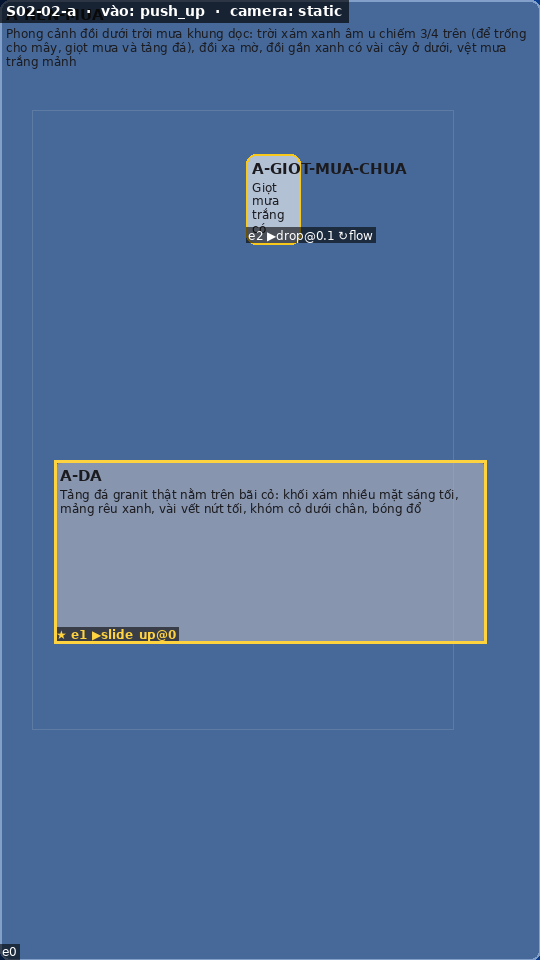 S02-02-a · vào: push_up · camera: static
Phong cảnh đồi dưới trời mưa khung dọc: trời xám xanh âm u chiếm 3/4 trên (để trống
cho mây, giọt mưa và tảng đá), đồi xa mờ, đồi gần xanh có vài cây ở dưới, vệt mưa
trắng mảnh
A-GIOT-MUA-CHUA
Giọt
mưa
trắng
có
e2 ▶drop@0.1 ↻flow
A-DA
Tảng đá granit thật nằm trên bãi cỏ: khối xám nhiều mặt sáng tối,
mảng rêu xanh, vài vết nứt tối, khóm cỏ dưới chân, bóng đổ
★ e1 ▶slide_up@0
e0